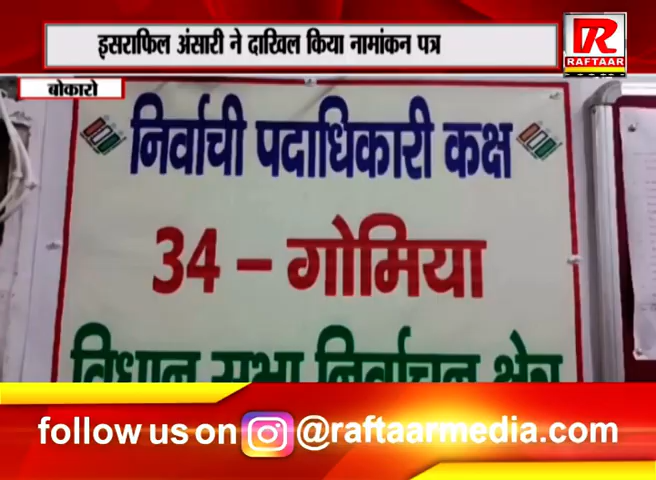 इसराफिल अंसारी ने दाखिल किया नामांकन पत्र
R
RAFTAAR
बोकारो
निर्वाची पदाधिकारी कक्ष
34 – गोमिया
विधान सभा निर्वाचन क्षेत्र
follow us on @raftaarmedia.com